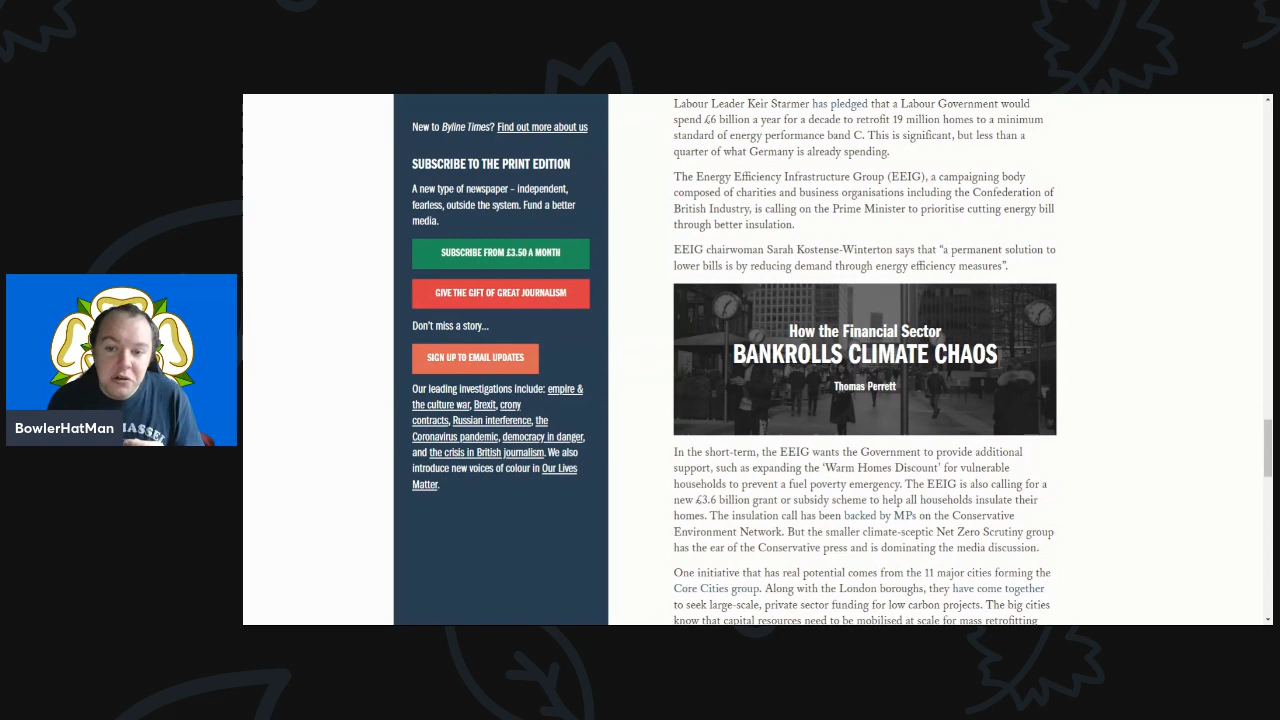 BowlerHatMan
New to Byline Times? Find out more about us
SUBSCRIBE TO THE PRINT EDITION
A new type of newspaper – independent,
fearless, outside the system. Fund a better
media.
SUBSCRIBE FROM £3.50 A MONTH
GIVE THE GIFT OF GREAT JOURNALISM
Don't miss a story...
SIGN UP TO EMAIL UPDATES
Our leading investigations include: empire &
the culture war, Brexit, crony
contracts, Russian interference, the
Coronavirus pandemic, democracy in danger,
and the crisis in British journalism. We also
introduce new voices of colour in Our Lives
Matter.
Labour Leader Keir Starmer has pledged that a Labour Government would
spend £6 billion a year for a decade to retrofit 19 million homes to a minimum
standard of energy performance band C. This is significant, but less than a
quarter of what Germany is already spending.
The Energy Efficiency Infrastructure Group (EEIG), a campaigning body
composed of charities and business organisations including the Confederation of
British Industry, is calling on the Prime Minister to prioritise cutting energy bill
through better insulation.
EEIG chairwoman Sarah Kostense-Winterton says that “a permanent solution to
lower bills is by reducing demand through energy efficiency measures”.
How the Financial Sector
BANKROLLS CLIMATE CHAOS
Thomas Perrett
In the short-term, the EEIG wants the Government to provide additional
support, such as expanding the ‘Warm Homes Discount’ for vulnerable
households to prevent a fuel poverty emergency. The EEIG is also calling for a
new £3.6 billion grant or subsidy scheme to help all households insulate their
homes. The insulation call has been backed by MPs on the Conservative
Environment Network. But the smaller climate-sceptic Net Zero Scrutiny group
has the ear of the Conservative press and is dominating the media discussion.
One initiative that has real potential comes from the 11 major cities forming the
Core Cities group. Along with the London boroughs, they have come together
to seek large-scale, private sector funding for low carbon projects. The big cities
know that capital resources need to be mobilised at scale for mass retrofitting